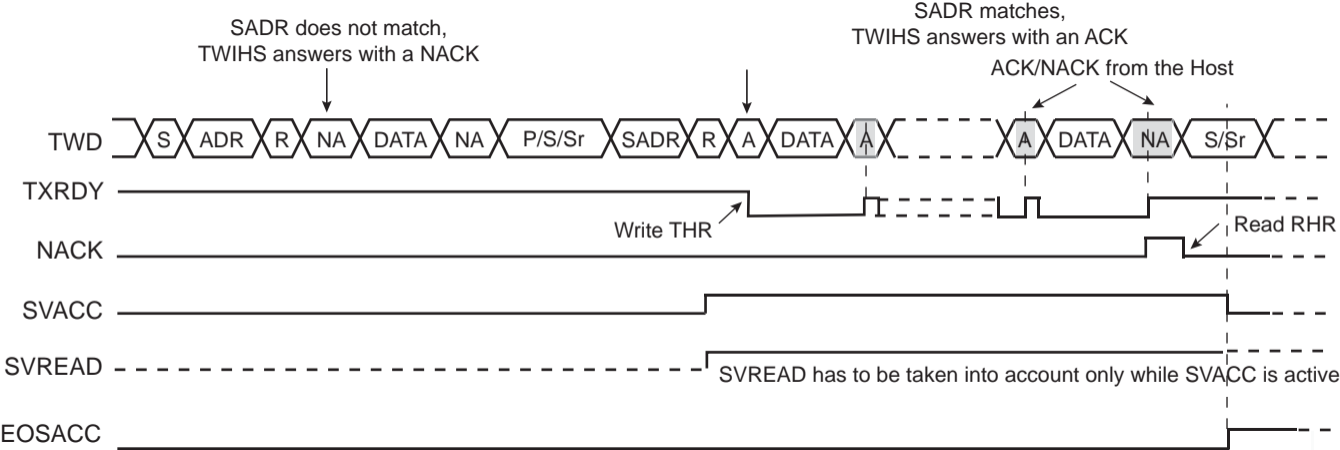 SADR does not match,
TWIHS answers with a NACK
SADR matches,
TWIHS answers with an ACK
ACK/NACK from the Host
TWD S ADR R NA DATA NA P/S/Sr SADR R A DATA A A DATA NA S/Sr
TXRDY
Write THR
Read RHR
NACK
SVACC
SVREAD
SVREAD has to be taken into account only while SVACC is active
EOSACC